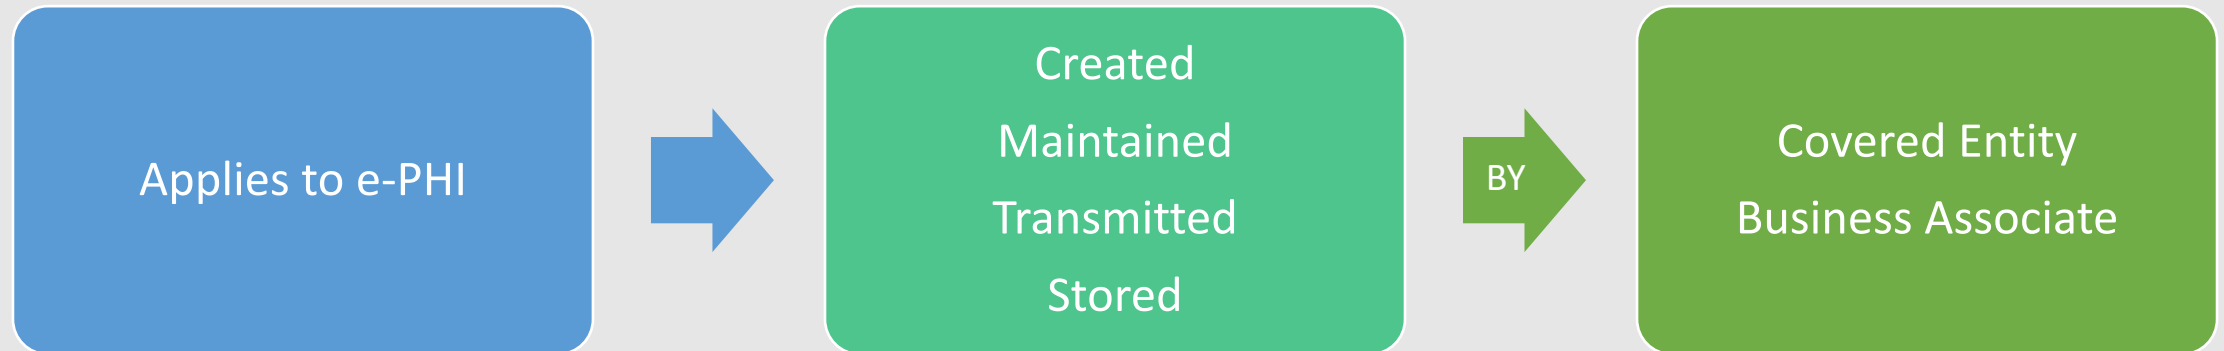 Applies to e-PHI
Created
Maintained
Transmitted
Stored
BY
Covered Entity
Business Associate